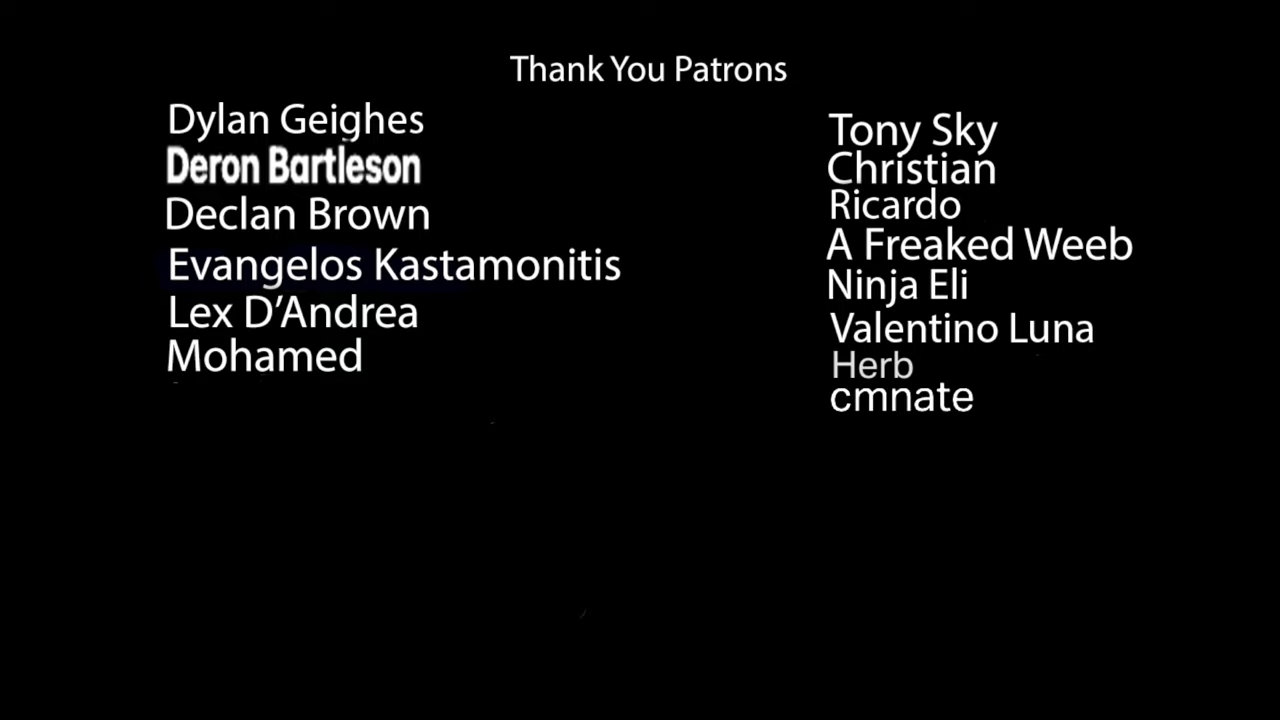 Thank You Patrons
Dylan Geighes
Deron Bartleson
Declan Brown
Evangelos Kastamonitis
Lex D’Andrea
Mohamed
Tony Sky
Christian
Ricardo
A Freaked Weeb
Ninja Eli
Valentino Luna
Herb
cmnate